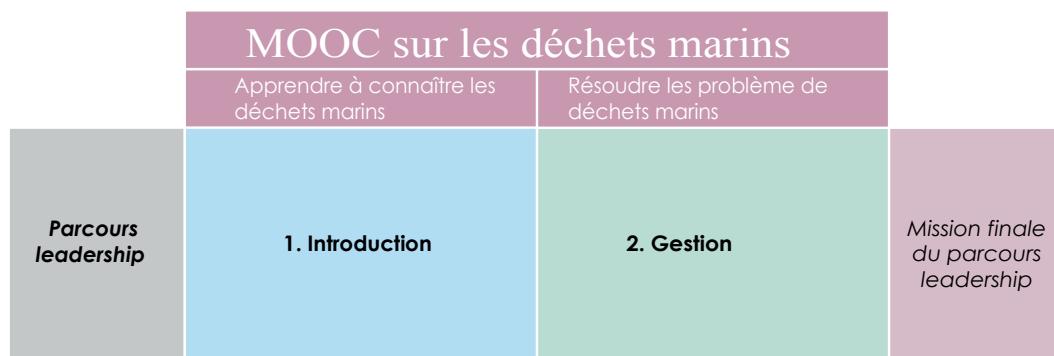 MOOC sur les déchets marins
Apprendre à connaître les
déchets marins
Résoudre les problème de
déchets marins
Parcours
leadership
1. Introduction
2. Gestion
Mission finale
du parcours
leadership